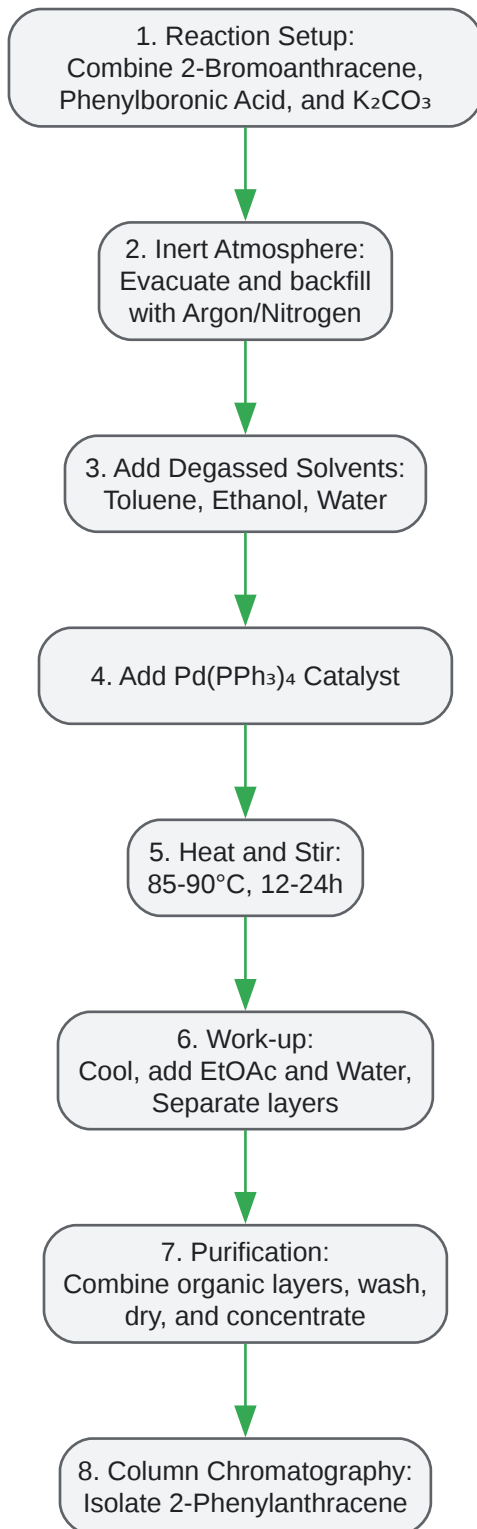 1. Reaction Setup:
Combine 2-Bromoanthracene,
Phenylboronic Acid, and K₂CO₃
2. Inert Atmosphere:
Evacuate and backfill
with Argon/Nitrogen
3. Add Degassed Solvents:
Toluene, Ethanol, Water
4. Add Pd(PPh₃)₄ Catalyst
5. Heat and Stir:
85-90°C, 12-24h
6. Work-up:
Cool, add EtOAc and Water,
Separate layers
7. Purification:
Combine organic layers, wash,
dry, and concentrate
8. Column Chromatography:
Isolate 2-Phenylanthracene